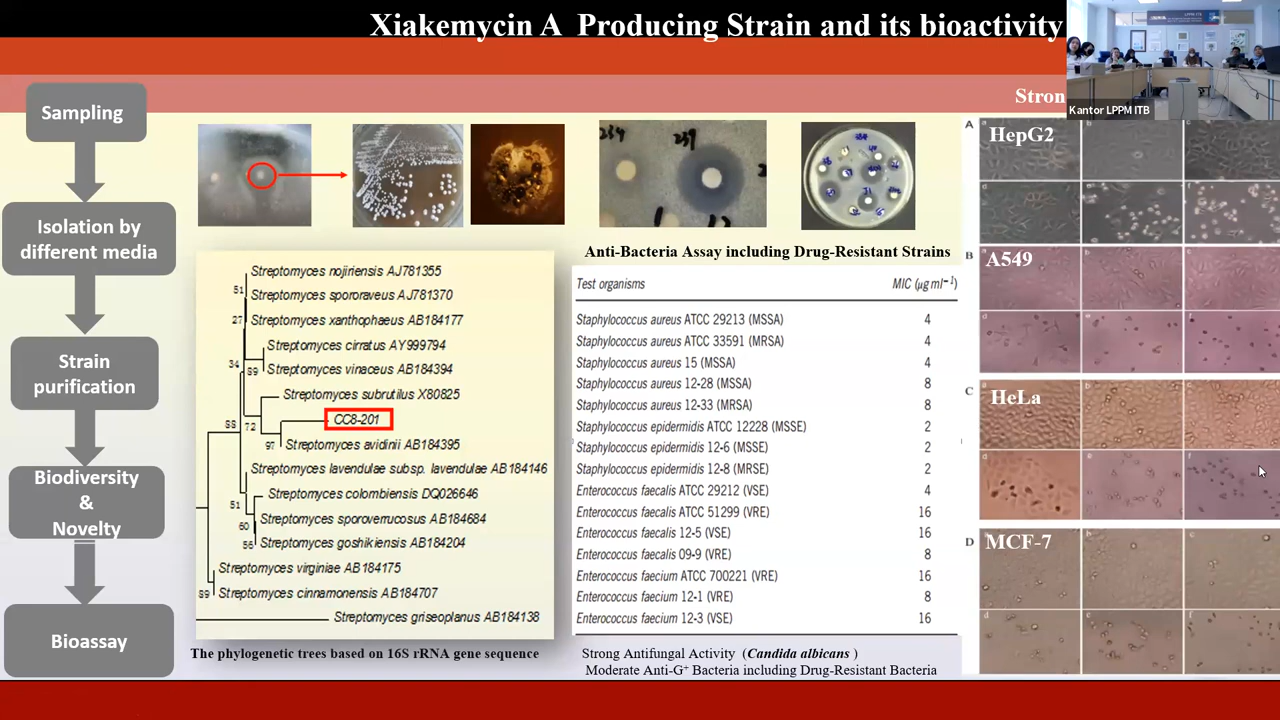 Xiakemycin A Producing Strain and its bioactivity
Kantor LPPM ITB
Stron
Sampling
Isolation by
different media
Strain
purification
Biodiversity
&
Novelty
Bioassay
234
239
Streptomyces nojiriensis AJ781355
Streptomyces spororaveus AJ781370
Streptomyces xanthophaeus AB184177
Streptomyces cirratus AY999794
Streptomyces vinaceus AB184394
Streptomyces subrutilus X80825
CC8-201
Streptomyces avidinii AB184395
Streptomyces lavendulae subsp. lavendulae AB184146
Streptomyces colombiensis DQ026646
Streptomyces sporoverrucosus AB184684
Streptomyces goshikiensis AB184204
Streptomyces virginiae AB184175
Streptomyces cinnamonensis AB184707
Streptomyces griseoplanus AB184138
51
27
34
89
88
72
97
51
60
56
89
The phylogenetic trees based on 16S rRNA gene sequence
Anti-Bacteria Assay including Drug-Resistant Strains
Test organisms MIC (μg ml⁻¹)
Staphylococcus aureus ATCC 29213 (MSSA) 4
Staphylococcus aureus ATCC 33591 (MRSA) 4
Staphylococcus aureus 15 (MSSA) 4
Staphylococcus aureus 12-28 (MSSA) 8
Staphylococcus aureus 12-33 (MRSA) 8
Staphylococcus epidermidis ATCC 12228 (MSSE) 2
Staphylococcus epidermidis 12-6 (MSSE) 2
Staphylococcus epidermidis 12-8 (MRSE) 2
Enterococcus faecalis ATCC 29212 (VSE) 4
Enterococcus faecalis ATCC 51299 (VRE) 16
Enterococcus faecalis 12-5 (VSE) 16
Enterococcus faecalis 09-9 (VRE) 8
Enterococcus faecium ATCC 700221 (VRE) 16
Enterococcus faecium 12-1 (VRE) 8
Enterococcus faecium 12-3 (VSE) 16
Strong Antifungal Activity (Candida albicans )
Moderate Anti-G⁺ Bacteria including Drug-Resistant Bacteria
A
HepG2
B
A549
C
HeLa
D
MCF-7